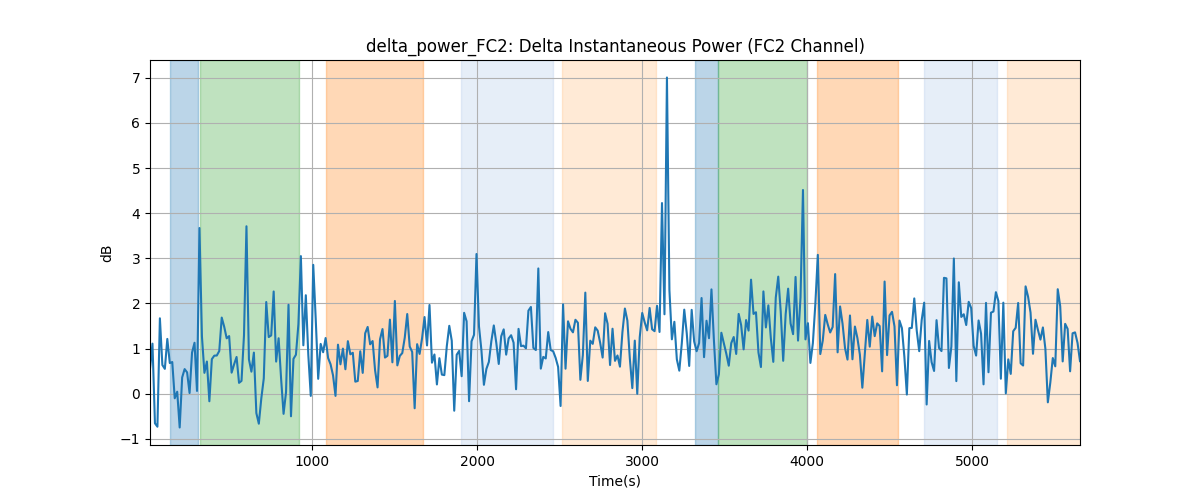 delta_power_FC2: Delta Instantaneous Power (FC2 Channel)
7
6
5
4
3
2
1
0
−1
dB
1000 2000 3000 4000 5000
Time(s)